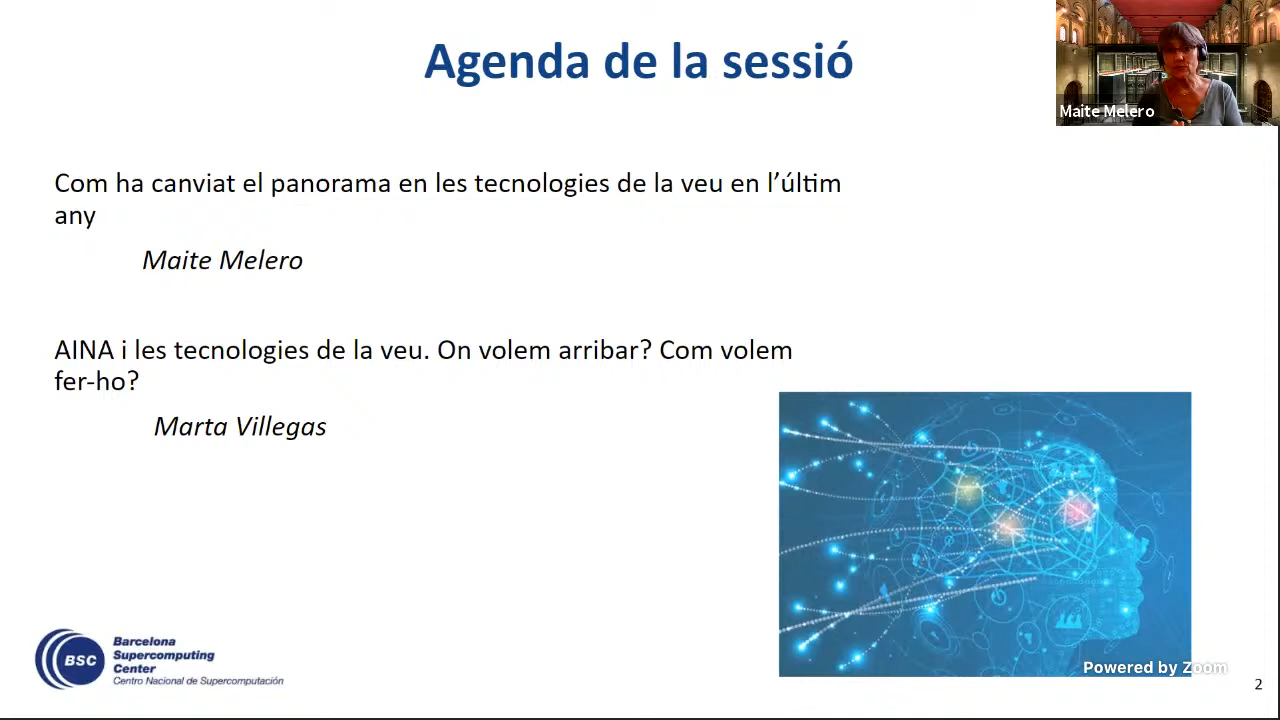 Agenda de la sessió
Maite Melero
Com ha canviat el panorama en les tecnologies de la veu en l’últim
any
Maite Melero
AINA i les tecnologies de la veu. On volem arribar? Com volem
fer-ho?
Marta Villegas
BSC
Barcelona
Supercomputing
Center
Centro Nacional de Supercomputación
Powered by Zoom
2